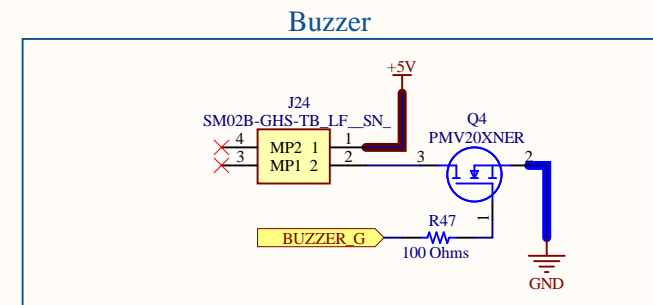 Buzzer
+5V
J24
SM02B-GHS-TB_LF__SN_
Q4
PMV20XNER
4 MP2 1 1
3 MP1 2 2
3
2
1
R47
BUZZER_G
100 Ohms
GND